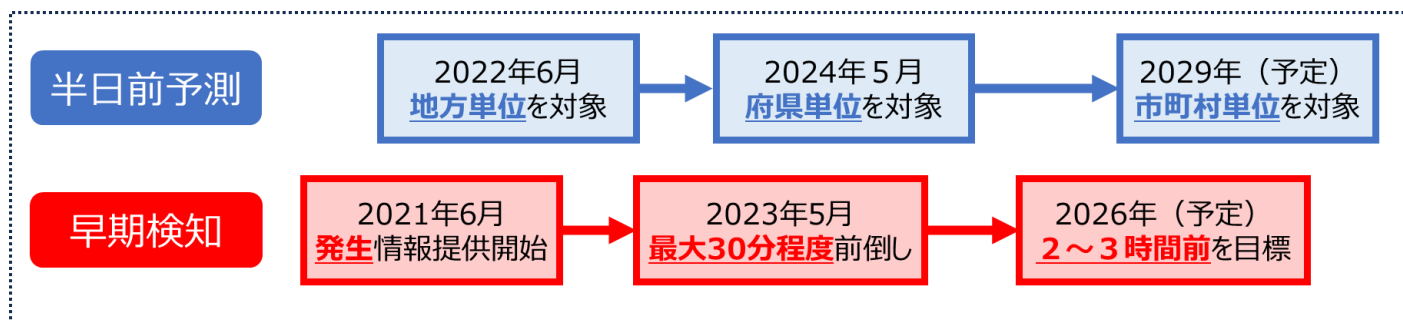 半日前予測
2022年6月
地方単位を対象
2024年５月
府県単位を対象
2029年（予定）
市町村単位を対象
早期検知
2021年6月
発生情報提供開始
2023年5月
最大30分程度前倒し
2026年（予定）
２～３時間前を目標